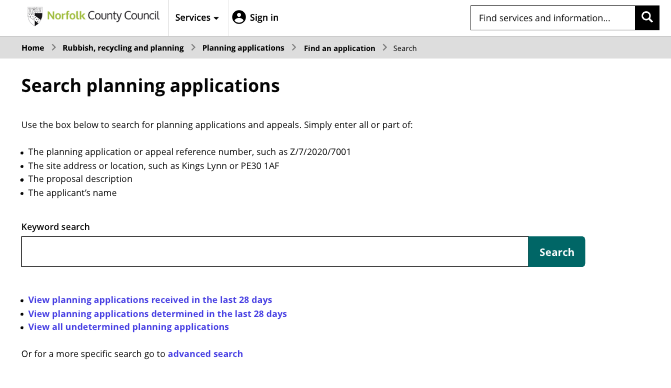 Norfolk County Council
Services
Sign in
Find services and information...
Home > Rubbish, recycling and planning > Planning applications > Find an application > Search
Search planning applications
Use the box below to search for planning applications and appeals. Simply enter all or part of:
• The planning application or appeal reference number, such as Z/7/2020/7001
• The site address or location, such as Kings Lynn or PE30 1AF
• The proposal description
• The applicant's name
Keyword search
Search
• View planning applications received in the last 28 days
• View planning applications determined in the last 28 days
• View all undetermined planning applications
Or for a more specific search go to advanced search